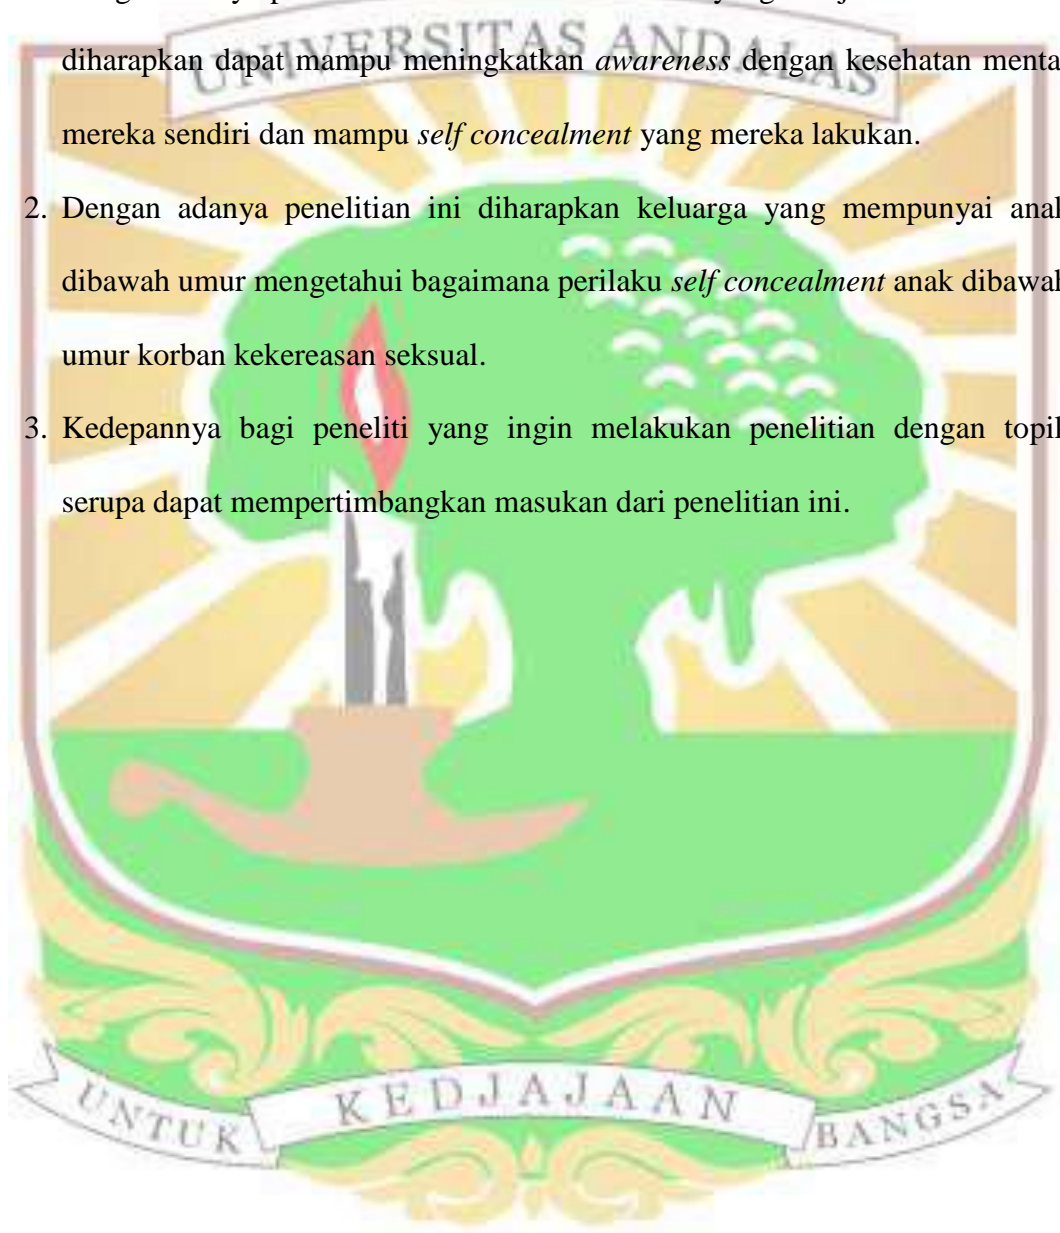 UNIVERSITAS ANDALAS
diharapkan dapat mampu meningkatkan awareness dengan kesehatan menta
mereka sendiri dan mampu self concealment yang mereka lakukan.
2. Dengan adanya penelitian ini diharapkan keluarga yang mempunyai
dibawah umur mengetahui bagaimana perilaku self concealment anak
umur korban kekereasan seksual.
3. Kedepannya bagi peneliti yang ingin melakukan penelitian dengan
serupa dapat mempertimbangkan masukan dari penelitian ini.
UNTUK KEDJAJAAN BANGSA